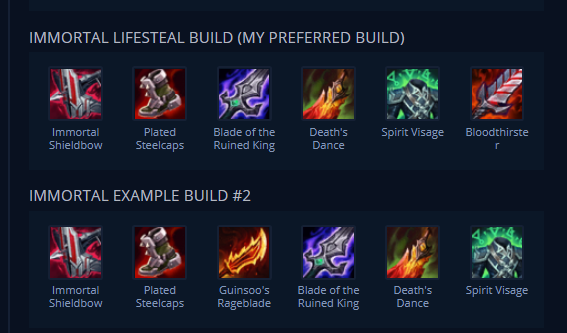 IMMORTAL LIFESTEAL BUILD (MY PREFERRED BUILD)
Immortal Shieldbow
Plated Steelcaps
Blade of the Ruined King
Death's Dance
Spirit Visage
Bloodthirster
IMMORTAL EXAMPLE BUILD #2
Immortal Shieldbow
Plated Steelcaps
Guinsoo's Rageblade
Blade of the Ruined King
Death's Dance
Spirit Visage